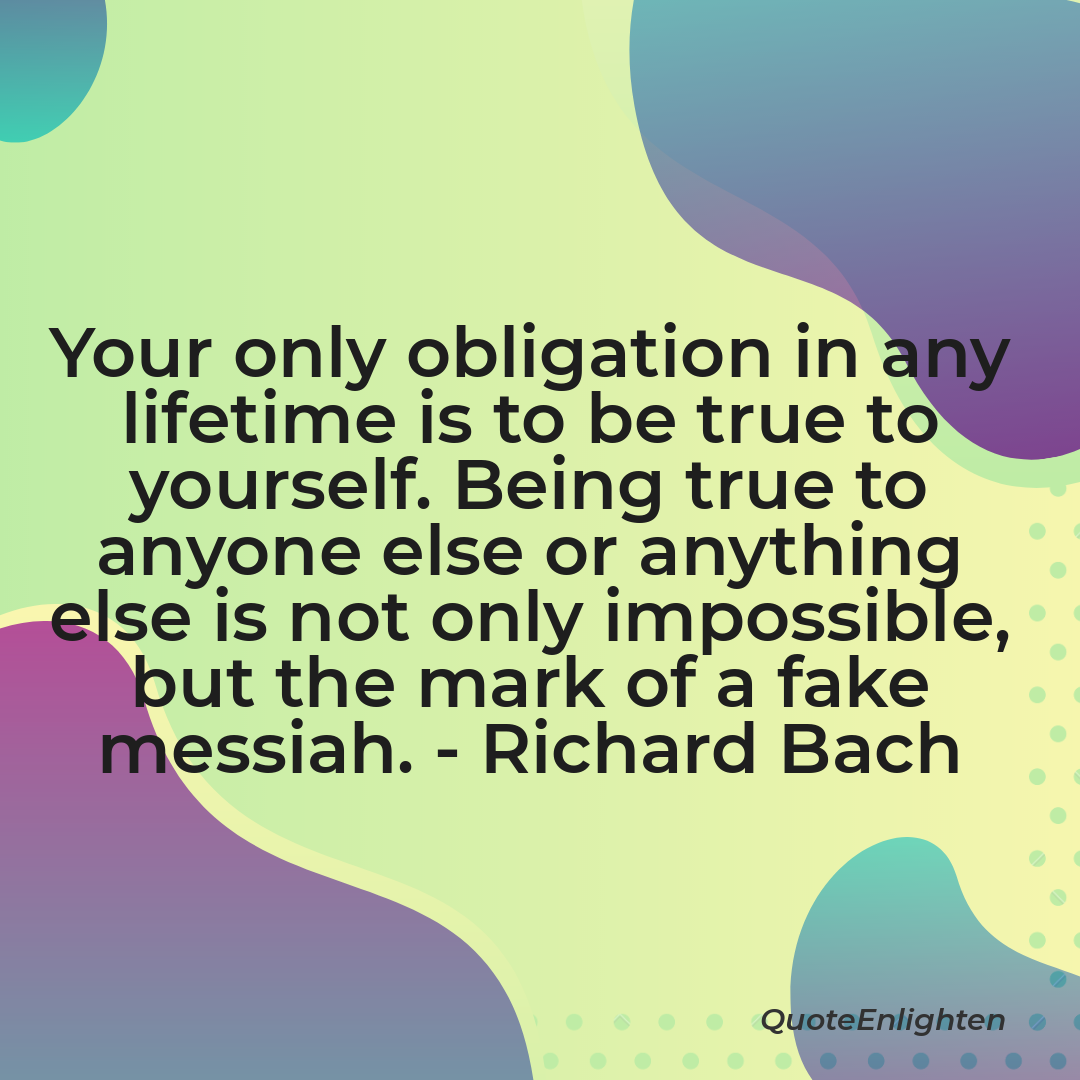 Your only obligation in any
lifetime is to be true to
yourself. Being true to
anyone else or anything
else is not only impossible,
but the mark of a fake
messiah. - Richard Bach
QuoteEnlighten